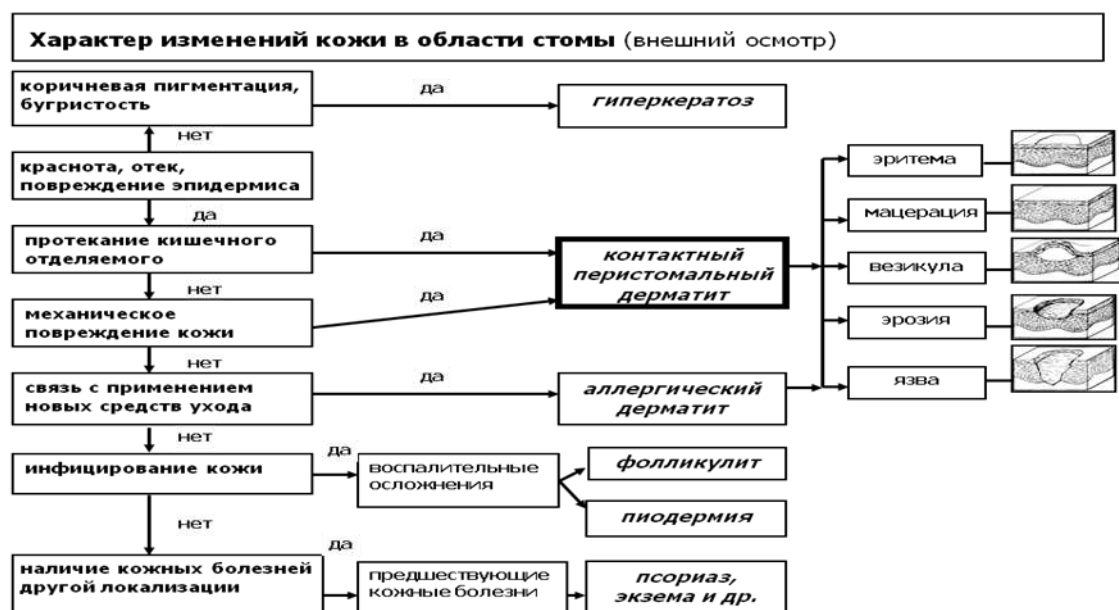 Характер изменений кожи в области стомы (внешний осмотр)
коричневая пигментация,
бугристость
да
гиперкератоз
нет
краснота, отек,
повреждение эпидермиса
да
протекание кишечного
отделяемого
да
контактный
перистомальный
дерматит
нет
механическое
повреждение кожи
да
нет
связь с применением
новых средств ухода
да
аллергический
дерматит
эритема
мацерация
везикула
эрозия
язва
нет
инфицирование кожи
да
воспалительные
осложнения
фолликулит
пиодермия
нет
наличие кожных болезней
другой локализации
да
предшествующие
кожные болезни
псориаз,
экзема и др.